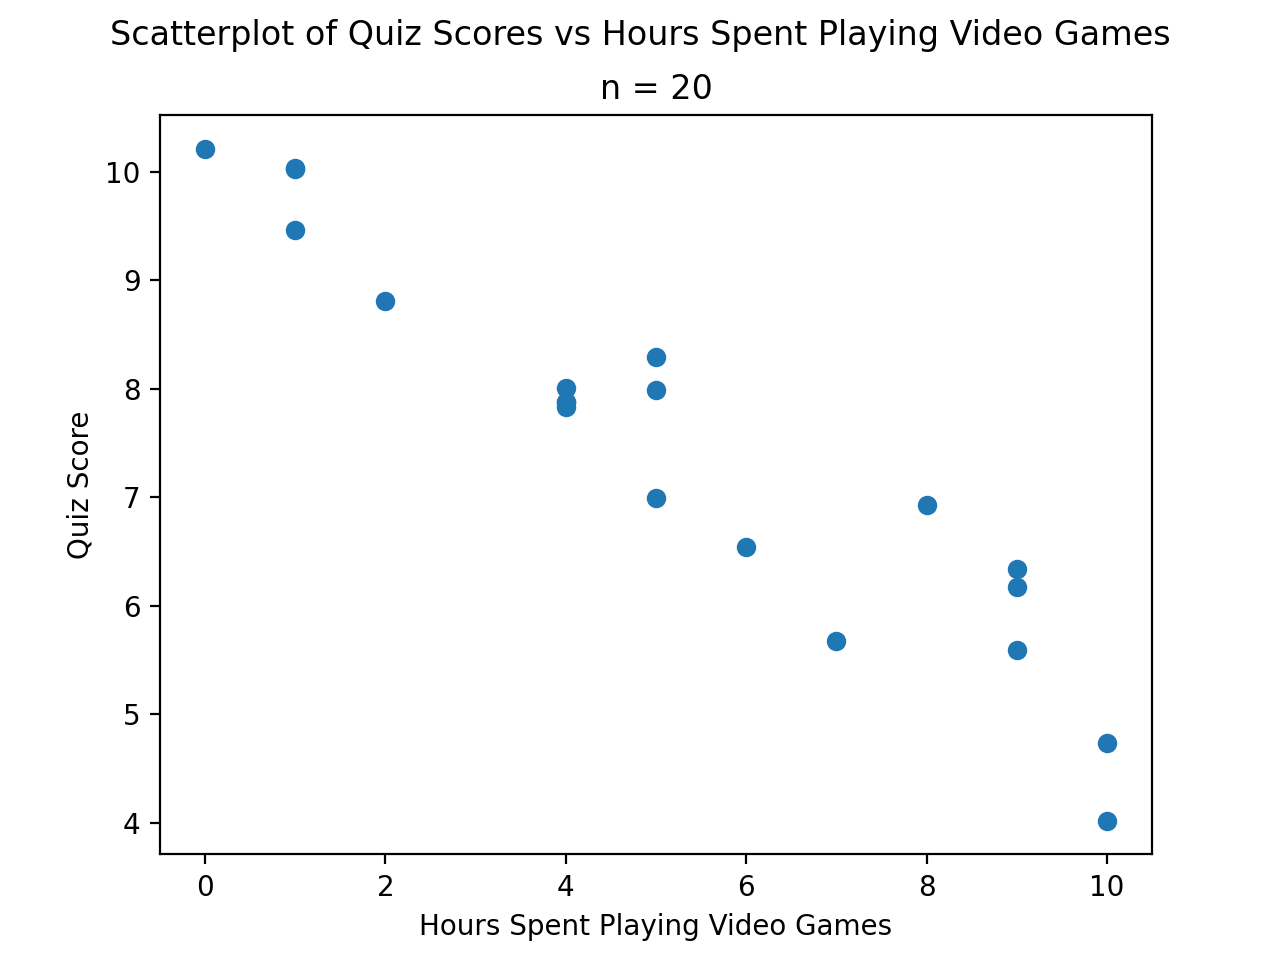 Scatterplot of Quiz Scores vs Hours Spent Playing Video Games
n = 20
10
9
8
7
6
5
4
Quiz Score
0 2 4 6 8 10
Hours Spent Playing Video Games